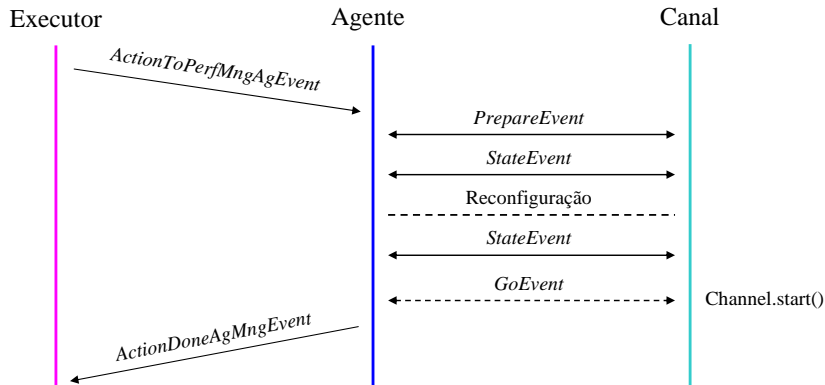 Executor
Agente
Canal
ActionToPerfMngAgEvent
PrepareEvent
StateEvent
Reconfiguração
StateEvent
GoEvent
Channel.start()
ActionDoneAgMngEvent